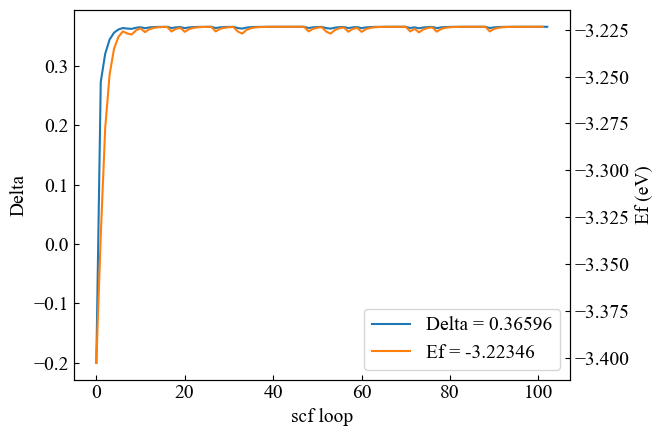 0.3
0.2
0.1
0.0
−0.1
−0.2
Delta
−3.225
−3.250
−3.275
−3.300
−3.325
−3.350
−3.375
−3.400
Ef (eV)
Delta = 0.36596
Ef = -3.22346
0 20 40 60 80 100
scf loop